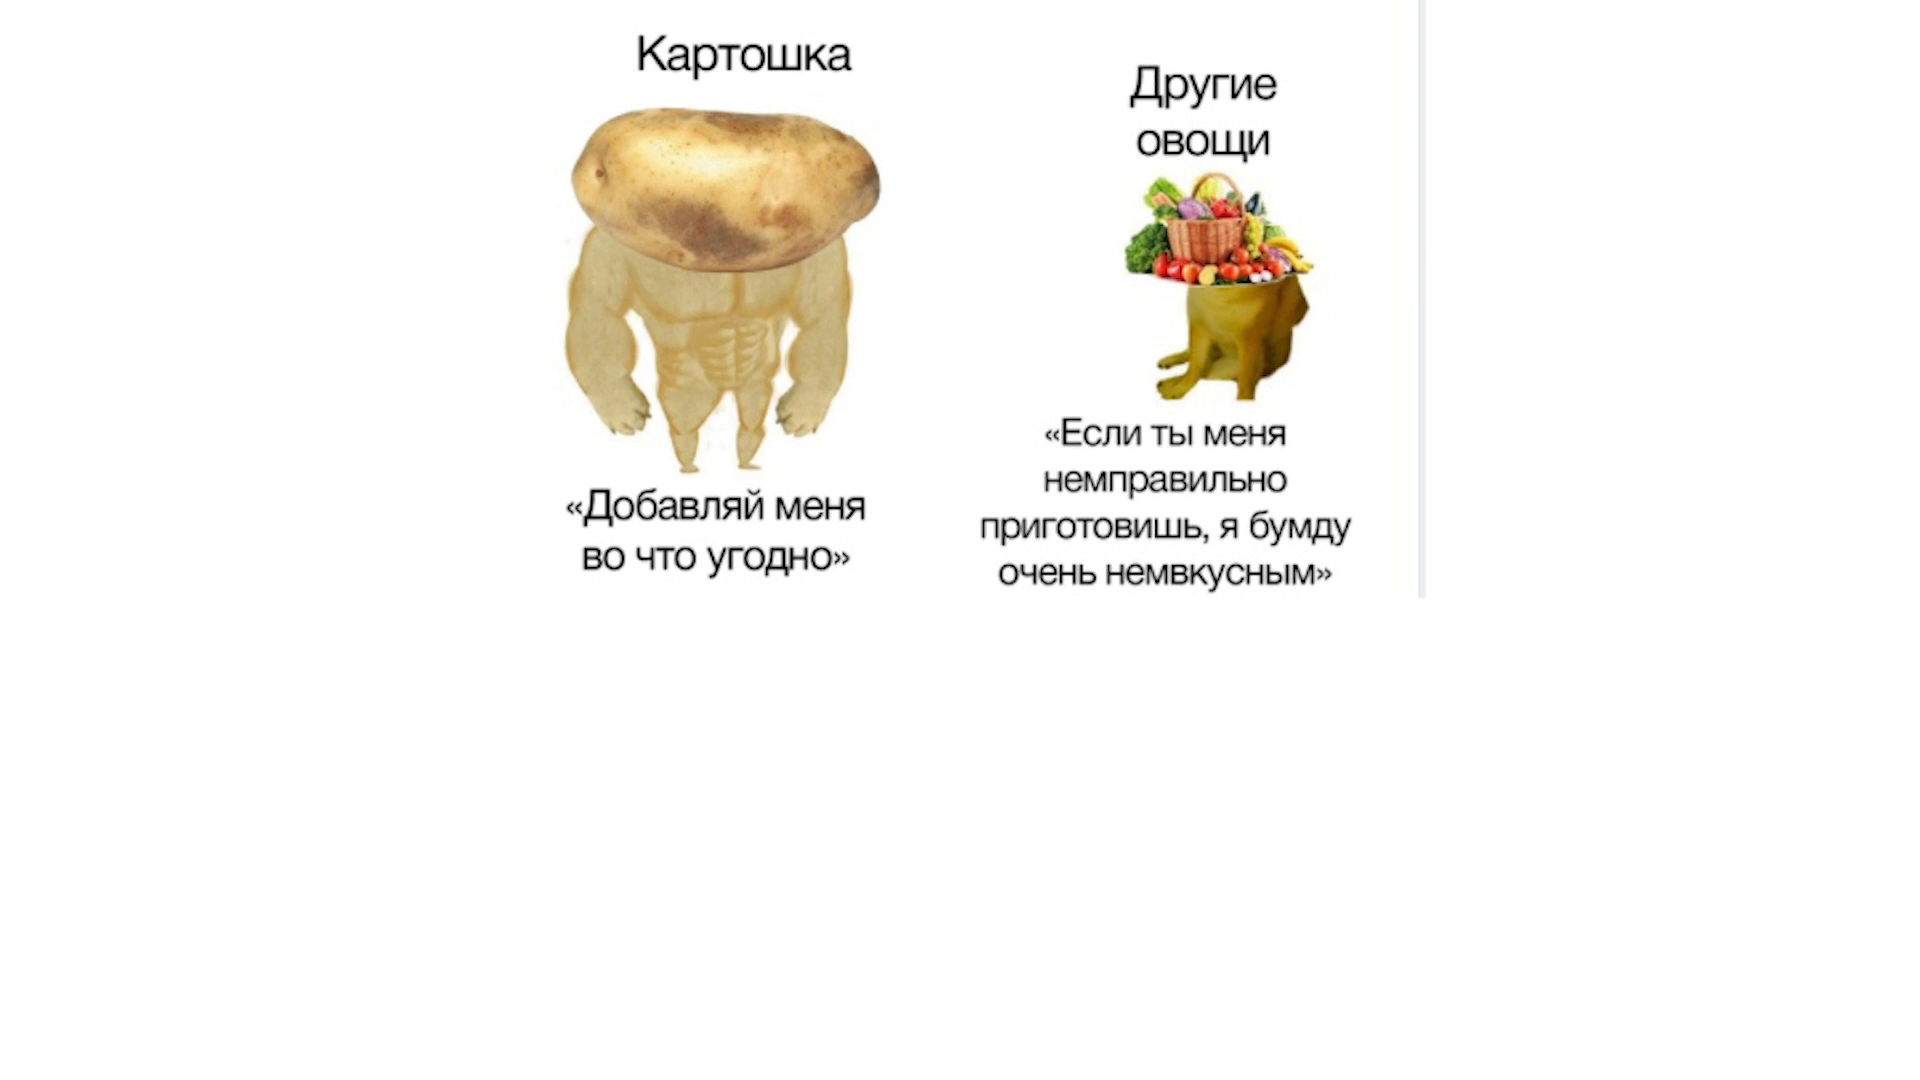 Картошка
«Добавляй меня
во что угодно»
Другие
овощи
«Если ты меня
немправильно
приготовишь, я бумду
очень немвкусным»